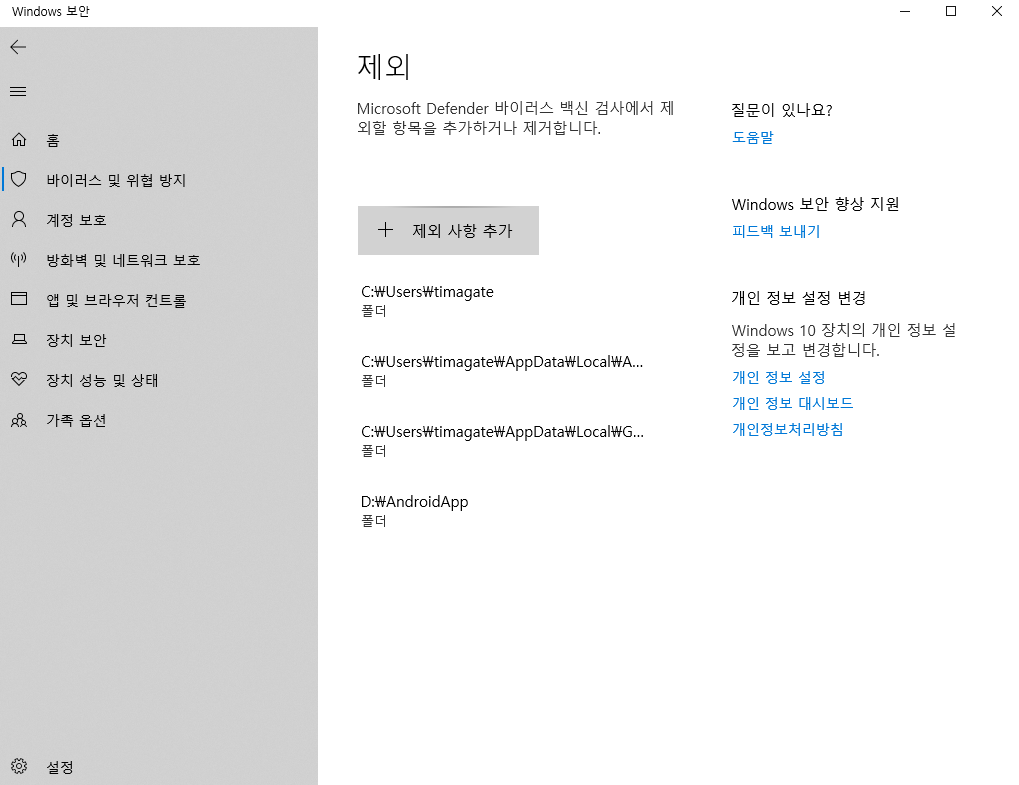 Windows 보안
홈
바이러스 및 위협 방지
계정 보호
방화벽 및 네트워크 보호
앱 및 브라우저 컨트롤
장치 보안
장치 성능 및 상태
가족 옵션
설정
제외
Microsoft Defender 바이러스 백신 검사에서 제
외할 항목을 추가하거나 제거합니다.
제외 사항 추가
C:₩Users₩timagate
폴더
C:₩Users₩timagate₩AppData₩Local₩A...
폴더
C:₩Users₩timagate₩AppData₩Local₩G...
폴더
D:₩AndroidApp
폴더
질문이 있나요?
도움말
Windows 보안 향상 지원
피드백 보내기
개인 정보 설정 변경
Windows 10 장치의 개인 정보 설
정을 보고 변경합니다.
개인 정보 설정
개인 정보 대시보드
개인정보처리방침